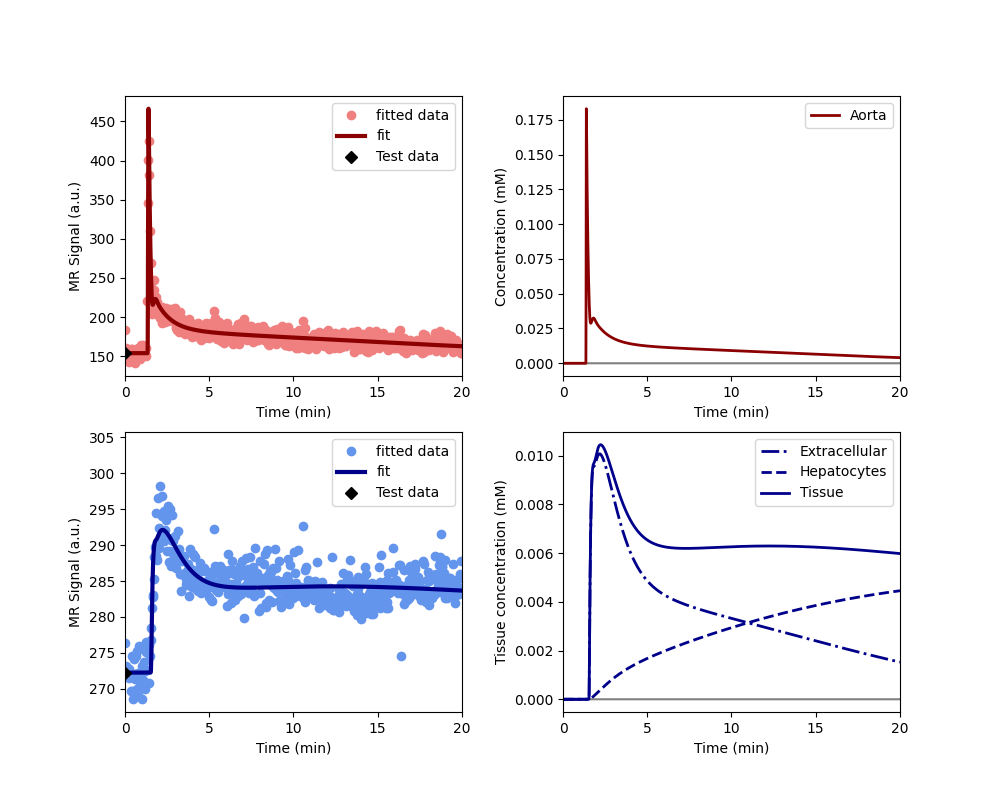 MR Signal (a.u.)
450
400
350
300
250
200
150
0
5
10
15
20
Time (min)
fitted data
fit
Test data
Concentration (mM)
0.175
0.150
0.125
0.100
0.075
0.050
0.025
0.000
0
5
10
15
20
Time (min)
Aorta
MR Signal (a.u.)
305
300
295
290
285
280
275
270
0
5
10
15
20
Time (min)
fitted data
fit
Test data
Tissue concentration (mM)
0.010
0.008
0.006
0.004
0.002
0.000
0
5
10
15
20
Time (min)
Extracellular
Hepatocytes
Tissue